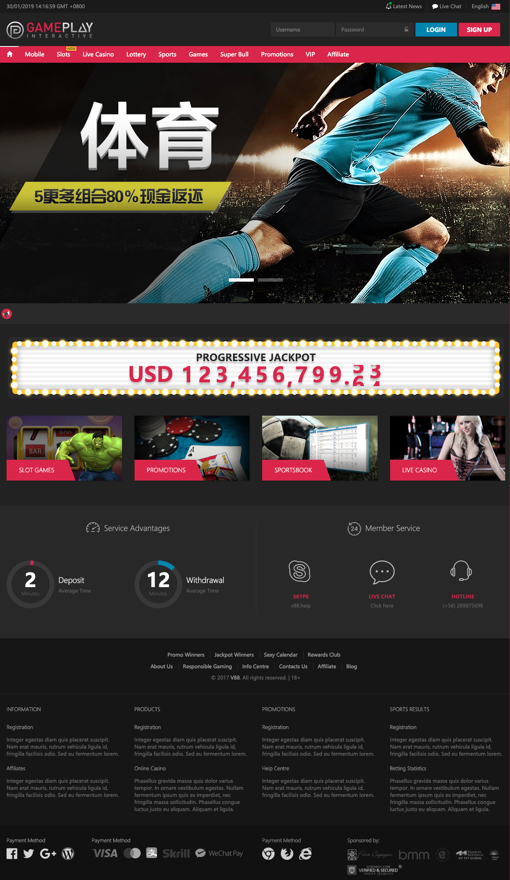 30/01/2019 14:16:59 GMT +0800
Latest News
Live Chat
English
GAMEPLAY
INTERACTIVE
Username
Password
LOGIN
SIGN UP
Mobile
Slots
NEW
Live Casino
Lottery
Sports
Games
Super Bull
Promotions
VIP
Affiliate
体育
5更多组合80%现金返还
PROGRESSIVE JACKPOT
USD 123,456,799.
BAR
BAR
SLOT GAMES
PROMOTIONS
SPORTSBOOK
LIVE CASINO
Service Advantages
24
Member Service
2
Minutes
Deposit
Average Time
12
Minutes
Withdrawal
Average Time
SKYPE
v88.help
LIVE CHAT
Click here
HOTLINE
Promo Winners
Jackpot Winners
Sexy Calendar
Rewards Club
About Us
Responsible Gaming
Info Centre
Contacts Us
Affiliate
Blog
© 2017 V88. All rights reserved. | 18+
INFORMATION
Registration
Integer egestas diam quis placerat suscipit.
Nam erat mauris, rutrum vehicula ligula id,
fringilla facilisis odio. Sed eu fermentum lorem.
Affiliates
Integer egestas diam quis placerat suscipit.
Nam erat mauris, rutrum vehicula ligula id,
fringilla facilisis odio. Sed eu fermentum lorem.
PRODUCTS
Registration
Integer egestas diam quis placerat suscipit.
Nam erat mauris, rutrum vehicula ligula id,
fringilla facilisis odio. Sed eu fermentum lorem.
Online Casino
Phasellus gravida massa quis dolor varius
tempor. In ornare vestibulum egestas. Nullam
fermentum ipsum quis ex imperdiet, nec
fringilla massa sollicitudin. Phasellus congue
luctus justo eu aliquam. Aliquam et ligula.
PROMOTIONS
Registration
Integer egestas diam quis placerat suscipit.
Nam erat mauris, rutrum vehicula ligula id,
fringilla facilisis odio. Sed eu fermentum lorem.
Help Centre
Integer egestas diam quis placerat suscipit.
Nam erat mauris, rutrum vehicula ligula id,
fringilla facilisis odio. Sed eu fermentum lorem.
SPORTS RESULTS
Registration
Integer egestas diam quis placerat suscipit.
Nam erat mauris, rutrum vehicula ligula id,
fringilla facilisis odio. Sed eu fermentum lorem.
Betting Statistics
Phasellus gravida massa quis dolor varius
tempor. In ornare vestibulum egestas. Nullam
fermentum ipsum quis ex imperdiet, nec
fringilla massa sollicitudin. Phasellus congue
luctus justo eu aliquam. Aliquam et ligula.
Payment Method
Payment Method
VISA
Skrill
WeChat Pay
Payment Method
Sponsored by:
bmm
VERIFIED & SECURED